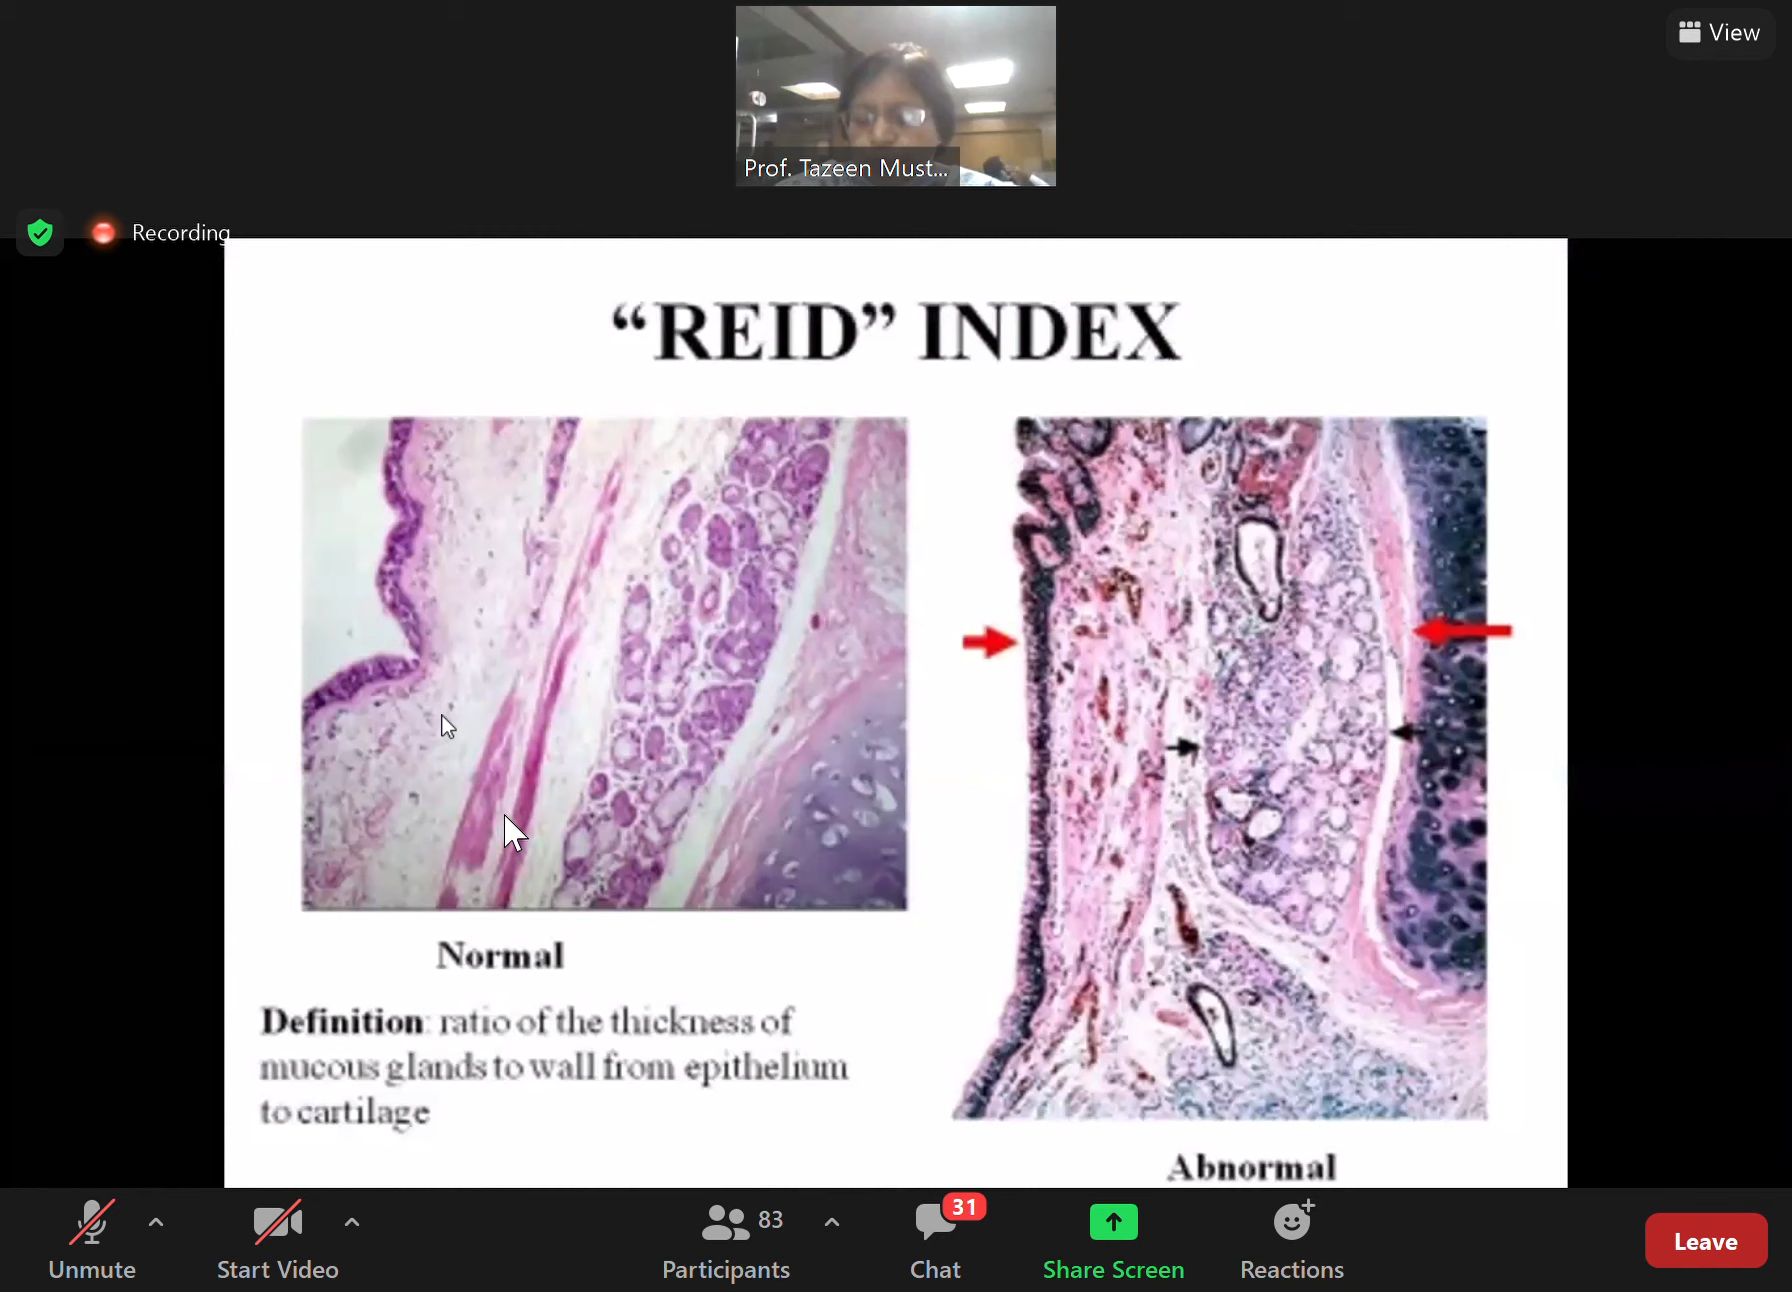 View
Prof. Tazeen Must...
Recording
“REID” INDEX
Normal
Definition: ratio of the thickness of
mucous glands to wall from epithelium
to cartilage
Abnormal
Unmute
Start Video
83
Participants
31
Chat
Share Screen
Reactions
Leave